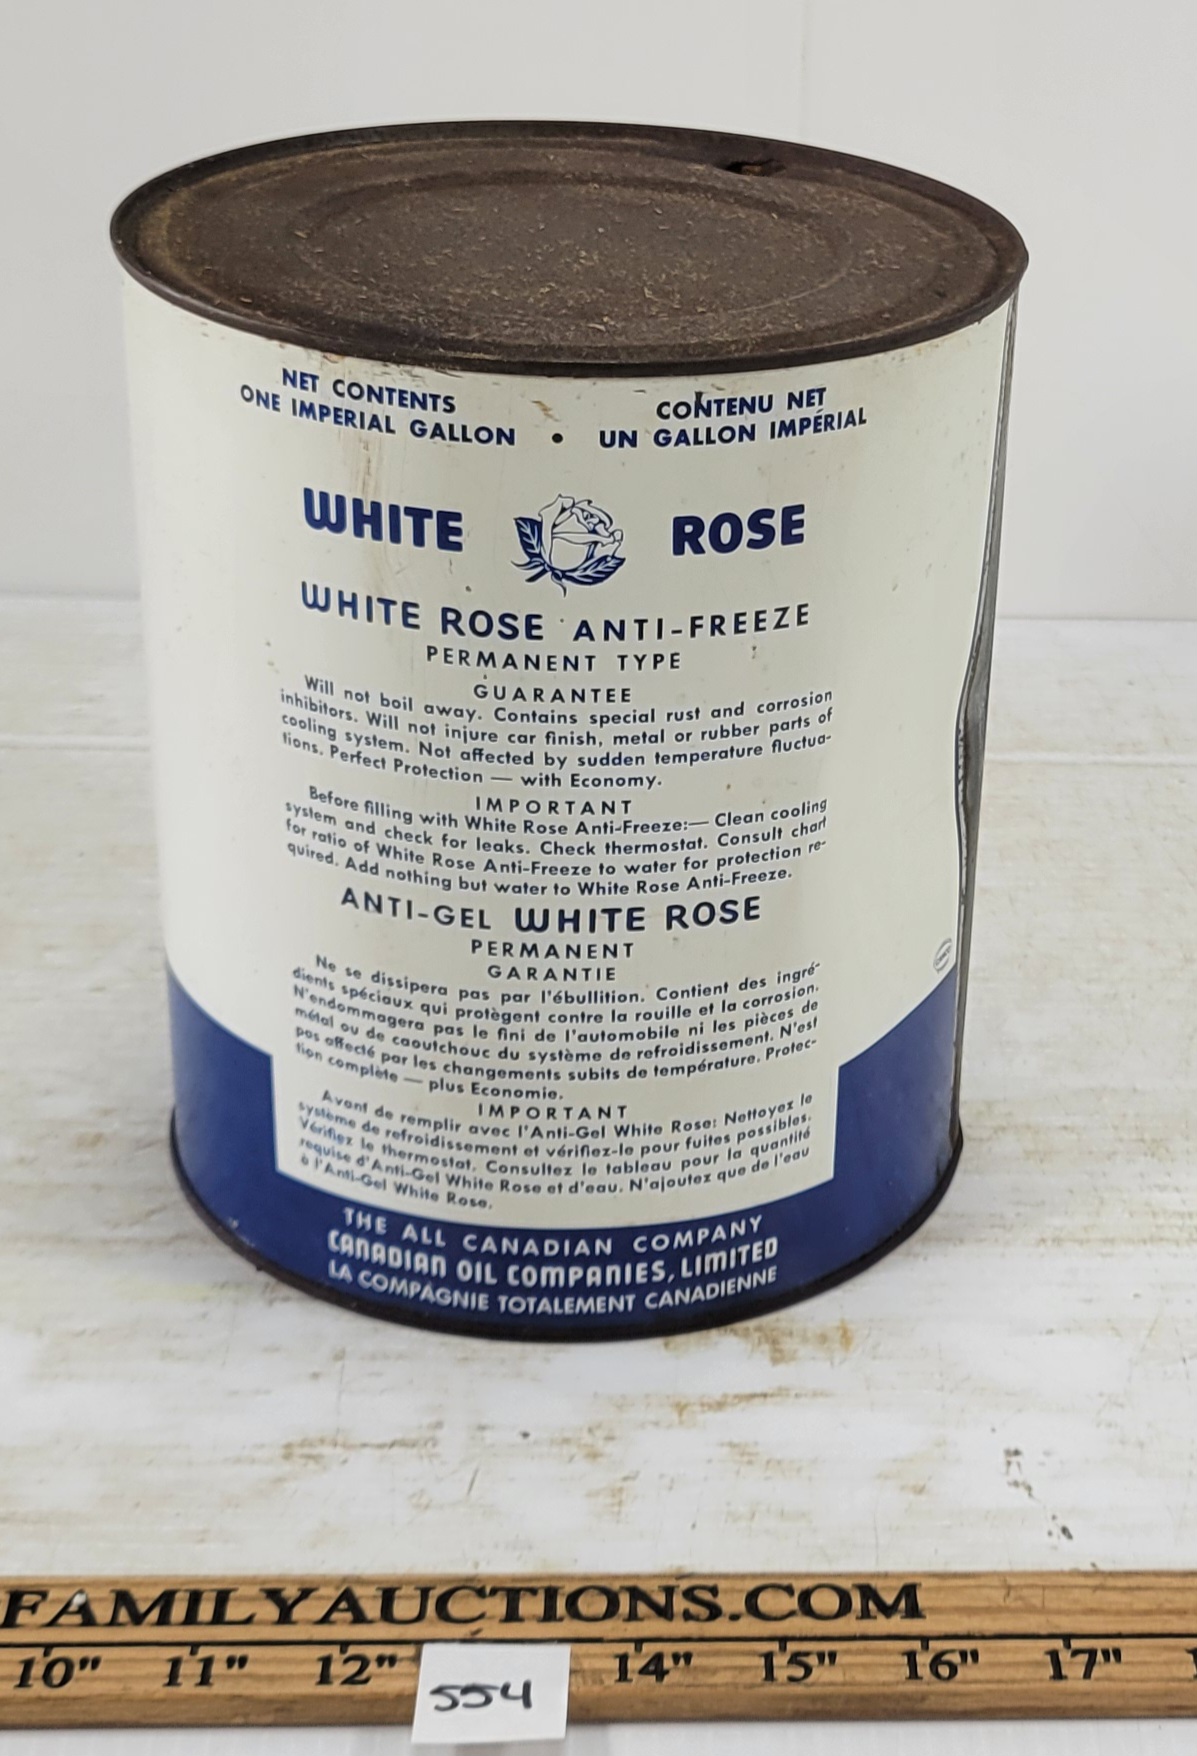 NET CONTENTS
ONE IMPERIAL GALLON • CONTENU NET
UN GALLON IMPÉRIAL
WHITE ROSE
WHITE ROSE ANTI-FREEZE
PERMANENT TYPE
GUARANTEE
Will not boil away. Contains special rust and corrosion
inhibitors. Will not injure car finish, metal or rubber parts of
cooling system. Not affected by sudden temperature fluctua-
tions. Perfect Protection — with Economy.
IMPORTANT
Before filling with White Rose Anti-Freeze:— Clean cooling
system and check for leaks. Check thermostat. Consult chart
for ratio of White Rose Anti-Freeze to water for protection re-
quired. Add nothing but water to White Rose Anti-Freeze.
ANTI-GEL WHITE ROSE
PERMANENT
GARANTIE
Ne se dissipera pas par l'ébullition. Contient des ingré-
dients spéciaux qui protègent contre la rouille et la corrosion.
N'endommagera pas le fini de l'automobile ni les pièces de
métal ou de caoutchouc du système de refroidissement. N'est
pas affecté par les changements subits de température. Protec-
tion complète — plus Economie.
IMPORTANT
Avant de remplir avec l'Anti-Gel White Rose: Nettoyez le
système de refroidissement et vérifiez-le pour fuites possibles.
Vérifiez le thermostat. Consultez le tableau pour la quantité
requise d'Anti-Gel White Rose et d'eau. N'ajoutez que de l'eau
à l'Anti-Gel White Rose.
THE ALL CANADIAN COMPANY
CANADIAN OIL COMPANIES, LIMITED
LA COMPAGNIE TOTALEMENT CANADIENNE
FAMILYAUCTIONS.COM
10" 11" 12" 14" 15" 16" 17"
554